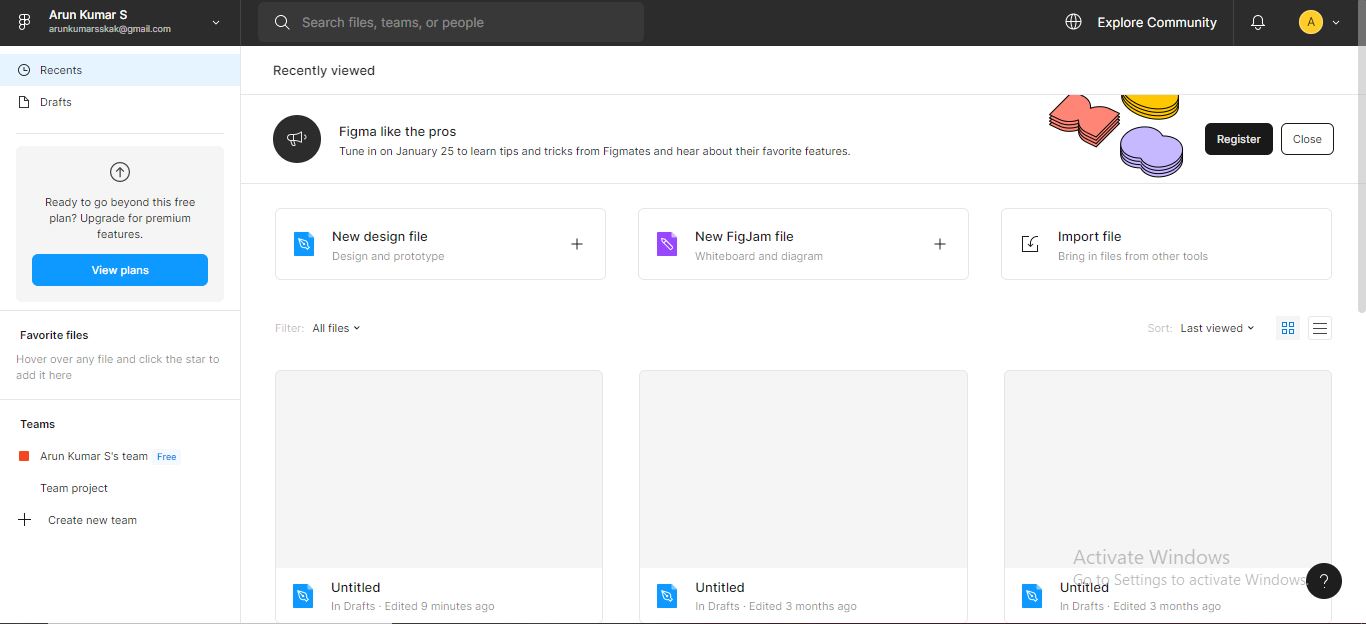 Arun Kumar S
arunkumarsskak@gmail.com
Search files, teams, or people
Explore Community
A
Recents
Drafts
Ready to go beyond this free
plan? Upgrade for premium
features.
View plans
Favorite files
Hover over any file and click the star to
add it here
Teams
Arun Kumar S's team Free
Team project
Create new team
Recently viewed
Figma like the pros
Tune in on January 25 to learn tips and tricks from Figmates and hear about their favorite features.
Register
Close
New design file
Design and prototype
New FigJam file
Whiteboard and diagram
Import file
Bring in files from other tools
Filter: All files
Sort: Last viewed
Untitled
In Drafts · Edited 9 minutes ago
Untitled
In Drafts · Edited 3 months ago
Untitled
In Drafts · Edited 3 months ago
Activate Windows
Go to Settings to activate Windows.
?